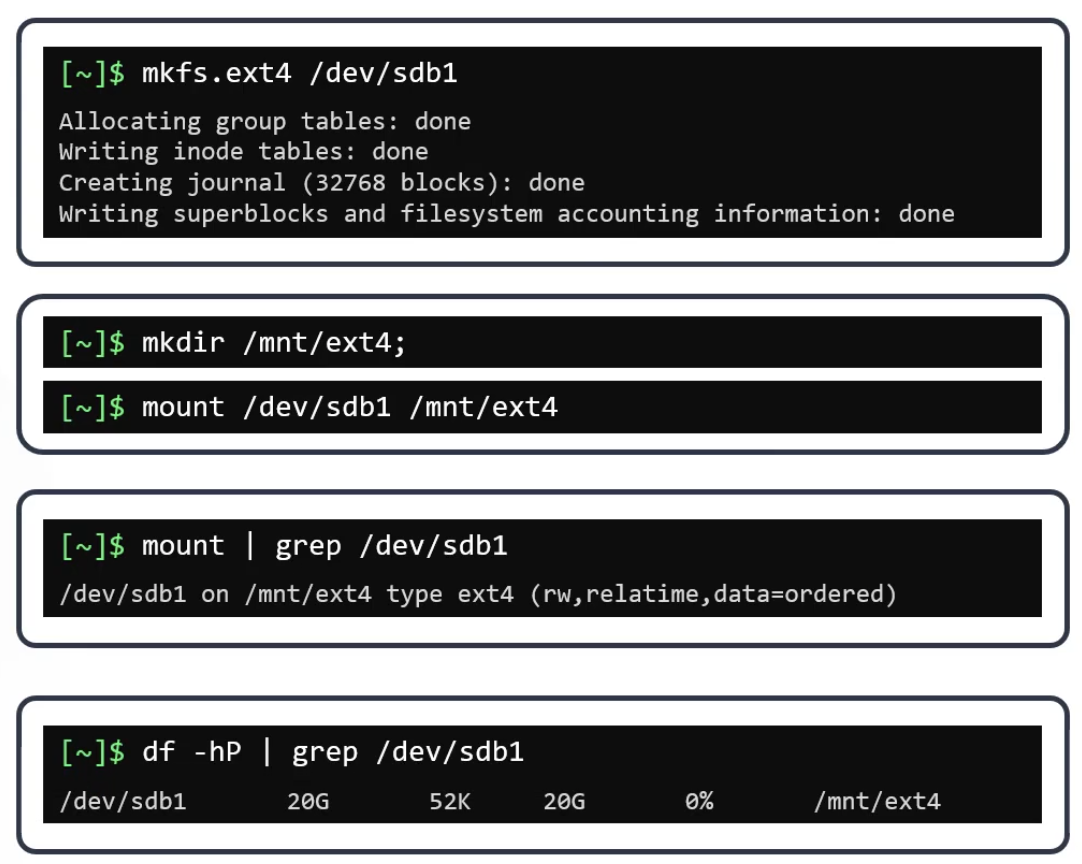 [~]$ mkfs.ext4 /dev/sdb1
Allocating group tables: done
Writing inode tables: done
Creating journal (32768 blocks): done
Writing superblocks and filesystem accounting information: done
[~]$ mkdir /mnt/ext4;
[~]$ mount /dev/sdb1 /mnt/ext4
[~]$ mount | grep /dev/sdb1
/dev/sdb1 on /mnt/ext4 type ext4 (rw,relatime,data=ordered)
[~]$ df -hP | grep /dev/sdb1
/dev/sdb1 20G 52K 20G 0% /mnt/ext4